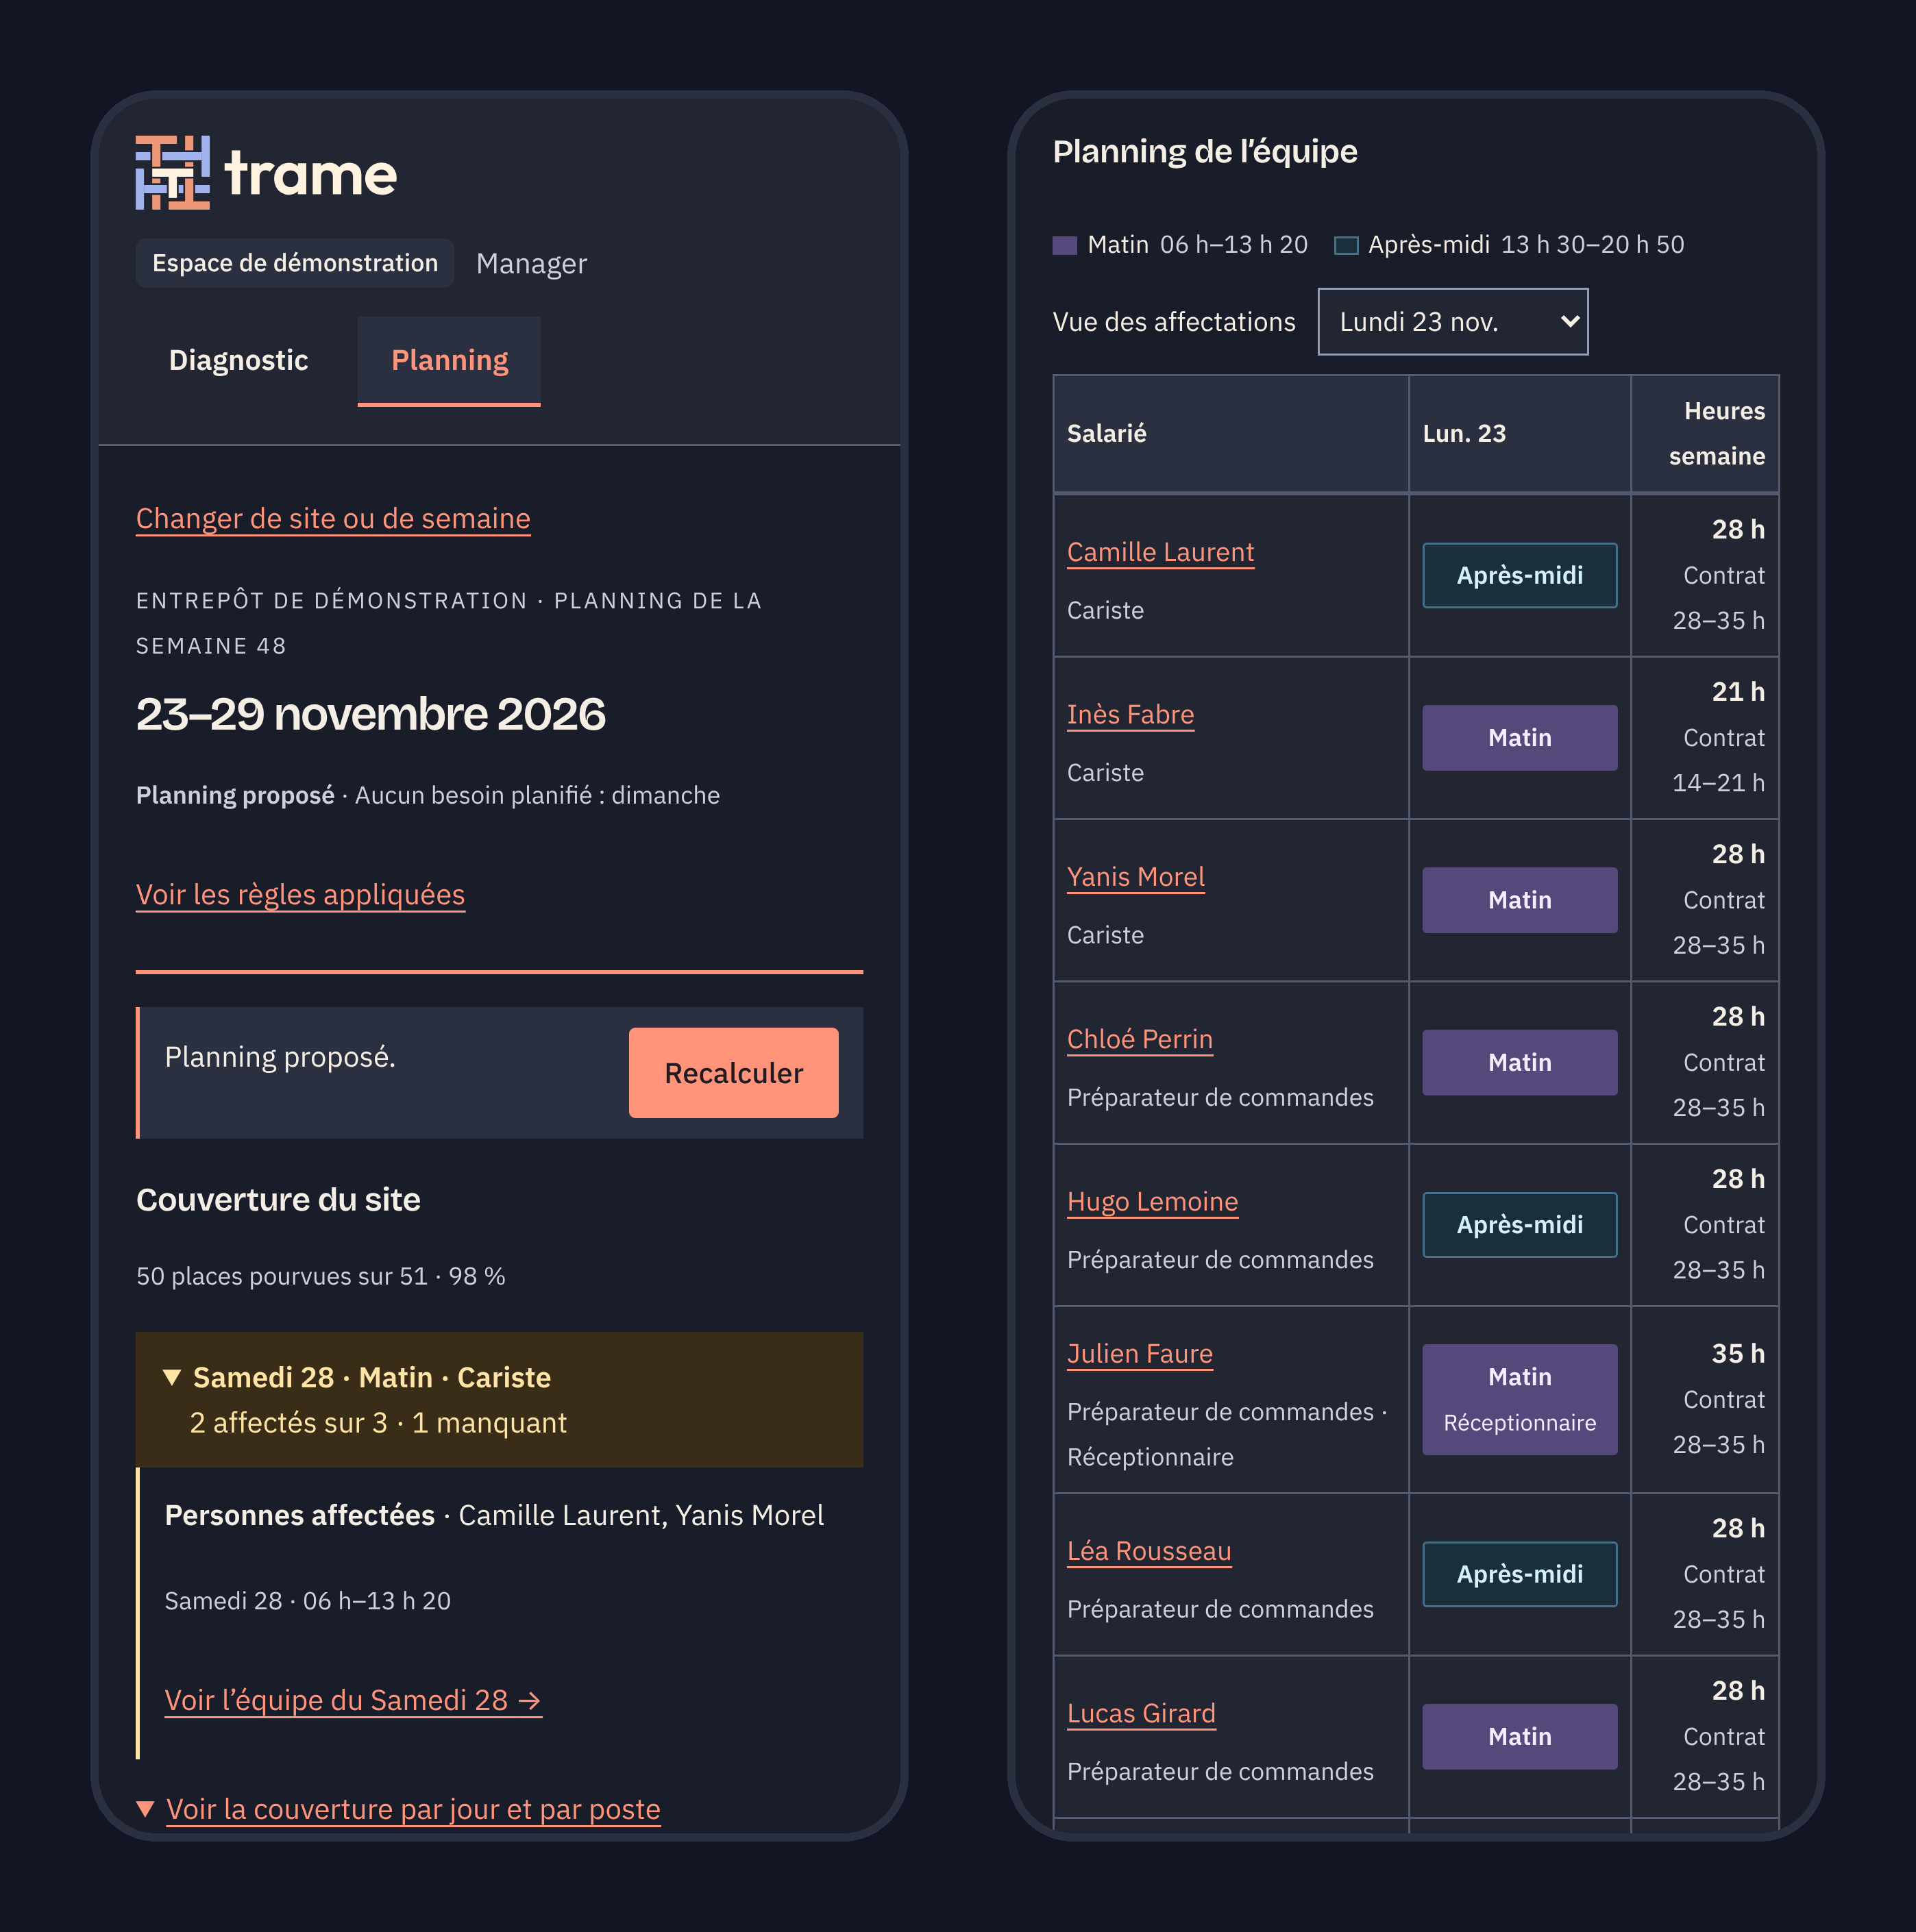 trame
Espace de démonstration Manager
Diagnostic Planning
Changer de site ou de semaine
ENTREPÔT DE DÉMONSTRATION · PLANNING DE LA
SEMAINE 48
23–29 novembre 2026
Planning proposé · Aucun besoin planifié : dimanche
Voir les règles appliquées
Planning proposé.
Recalculer
Couverture du site
50 places pourvues sur 51 · 98 %
▼ Samedi 28 · Matin · Cariste
2 affectés sur 3 · 1 manquant
Personnes affectées · Camille Laurent, Yanis Morel
Samedi 28 · 06 h–13 h 20
Voir l’équipe du Samedi 28 →
▼ Voir la couverture par jour et par poste
Planning de l’équipe
Matin 06 h–13 h 20 Après-midi 13 h 30–20 h 50
Vue des affectations Lundi 23 nov.
Salarié Lun. 23 Heures
semaine
Camille Laurent
Cariste
Après-midi
28 h
Contrat
28–35 h
Inès Fabre
Cariste
Matin
21 h
Contrat
14–21 h
Yanis Morel
Cariste
Matin
28 h
Contrat
28–35 h
Chloé Perrin
Préparateur de commandes
Matin
28 h
Contrat
28–35 h
Hugo Lemoine
Préparateur de commandes
Après-midi
28 h
Contrat
28–35 h
Julien Faure
Préparateur de commandes ·
Réceptionnaire
Matin
Réceptionnaire
35 h
Contrat
28–35 h
Léa Rousseau
Préparateur de commandes
Après-midi
28 h
Contrat
28–35 h
Lucas Girard
Préparateur de commandes
Matin
28 h
Contrat
28–35 h